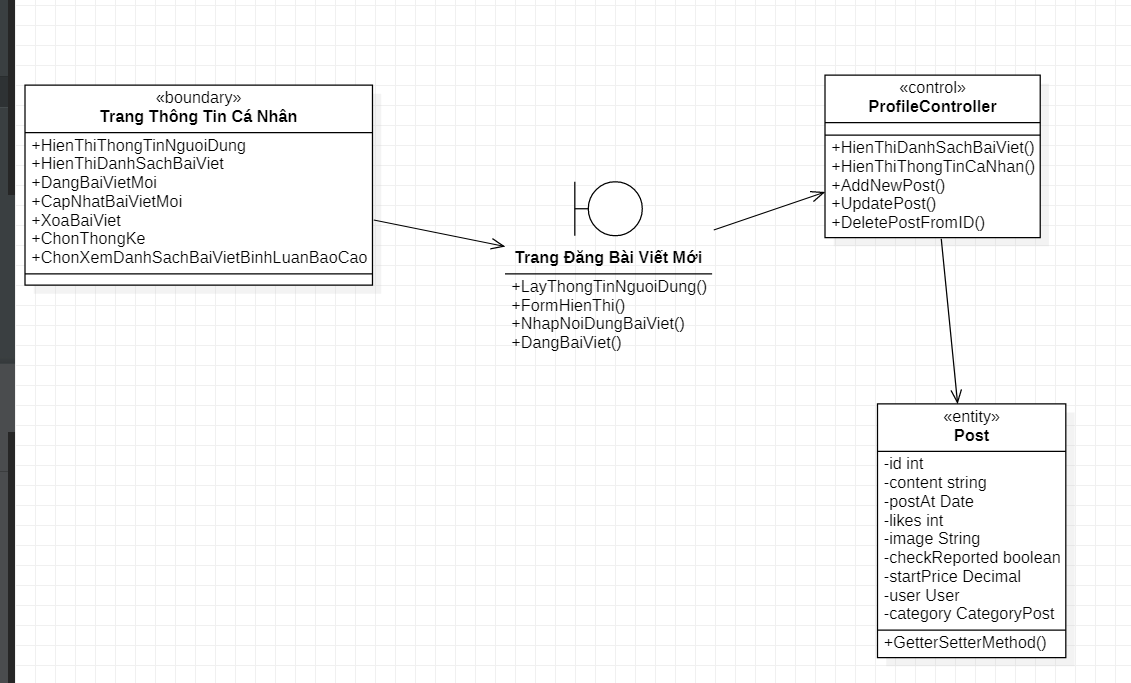 «boundary»
Trang Thông Tin Cá Nhân
+HienThiThongTinNguoiDung
+HienThiDanhSachBaiViet
+DangBaiVietMoi
+CapNhatBaiVietMoi
+XoaBaiViet
+ChonThongKe
+ChonXemDanhSachBaiVietBinhLuanBaoCao
Trang Đăng Bài Viết Mới
+LayThongTinNguoiDung()
+FormHienThi()
+NhapNoiDungBaiViet()
+DangBaiViet()
«control»
ProfileController
+HienThiDanhSachBaiViet()
+HienThiThongTinCaNhan()
+AddNewPost()
+UpdatePost()
+DeletePostFromID()
«entity»
Post
-id int
-content string
-postAt Date
-likes int
-image String
-checkReported boolean
-startPrice Decimal
-user User
-category CategoryPost
+GetterSetterMethod()